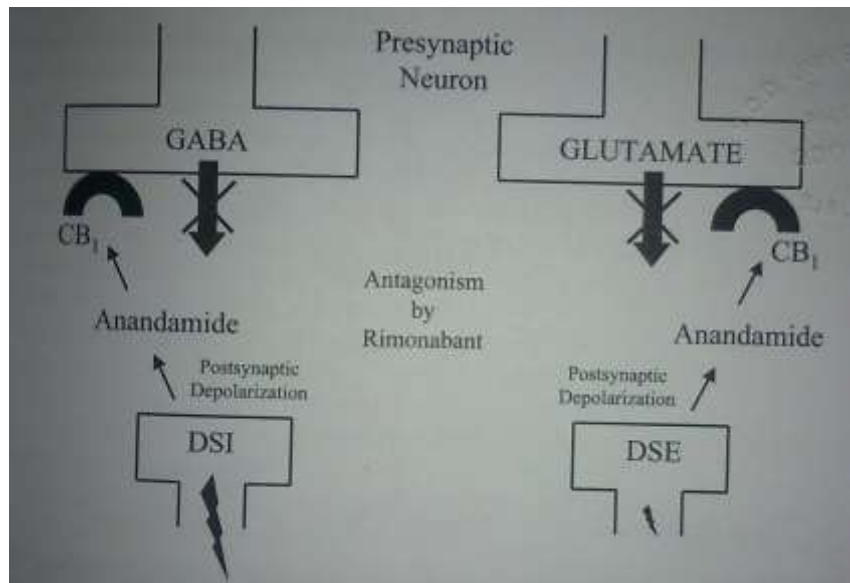 Presynaptic
Neuron
GABA
GLUTAMATE
CB1
CB1
Antagonism
by
Rimonabant
Anandamide
Anandamide
Postsynaptic
Depolarization
Postsynaptic
Depolarization
DSI
DSE